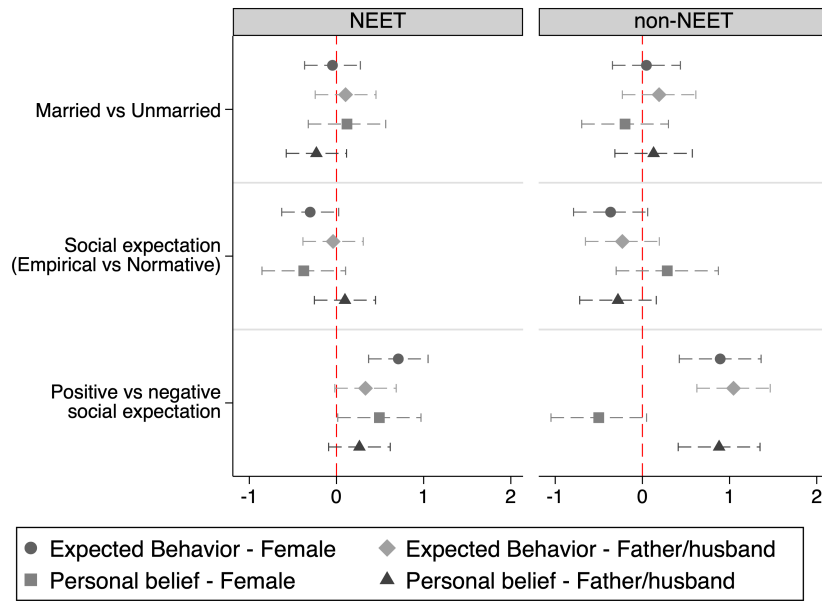 NEET
non-NEET
Married vs Unmarried
Social expectation
(Empirical vs Normative)
Positive vs negative
social expectation
-1 0 1 2
-1 0 1 2
Expected Behavior - Female
Expected Behavior - Father/husband
Personal belief - Female
Personal belief - Father/husband